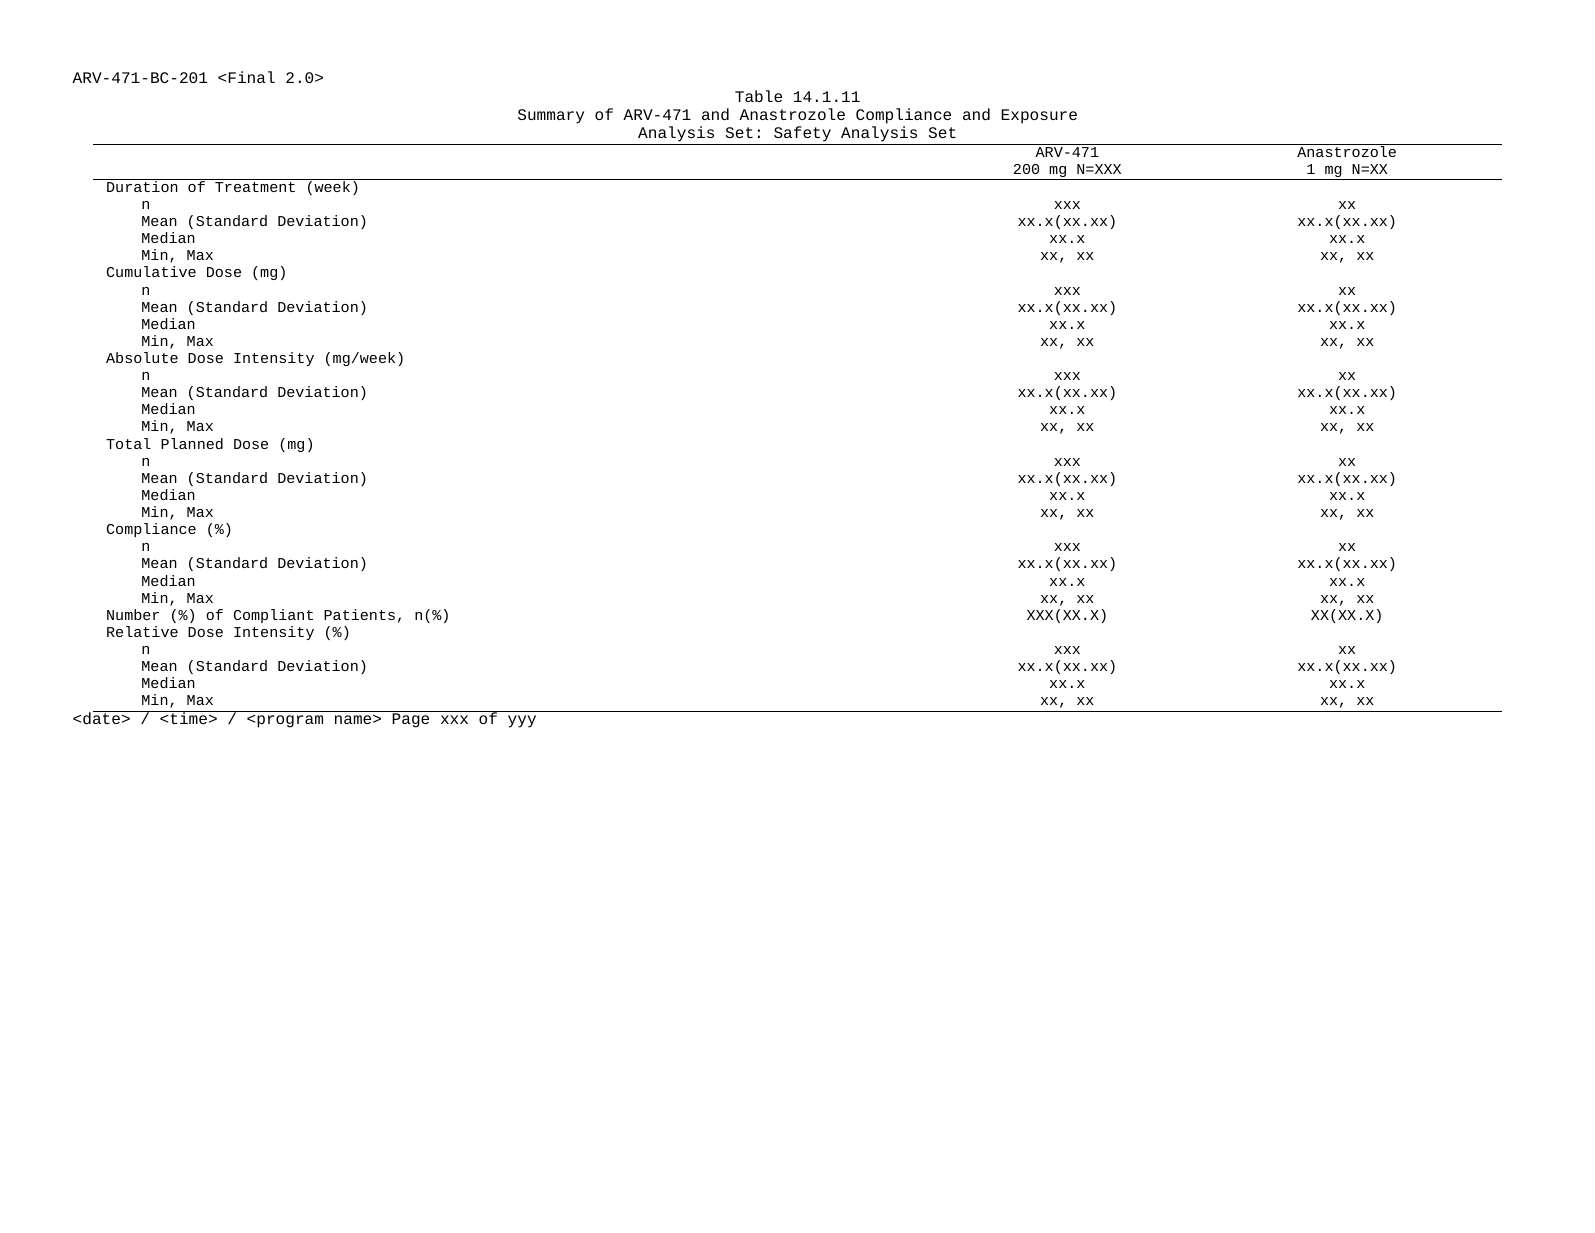 ARV-471-BC-201 <Final 2.0>
Table 14.1.11
Summary of ARV-471 and Anastrozole Compliance and Exposure
Analysis Set: Safety Analysis Set
ARV-471 Anastrozole
200 mg N=XXX 1 mg N=XX
Duration of Treatment (week)
n xxx xx
Mean (Standard Deviation) xx.x(xx.xx) xx.x(xx.xx)
Median xx.x xx.x
Min, Max xx, xx xx, xx
Cumulative Dose (mg)
n xxx xx
Mean (Standard Deviation) xx.x(xx.xx) xx.x(xx.xx)
Median xx.x xx.x
Min, Max xx, xx xx, xx
Absolute Dose Intensity (mg/week)
n xxx xx
Mean (Standard Deviation) xx.x(xx.xx) xx.x(xx.xx)
Median xx.x xx.x
Min, Max xx, xx xx, xx
Total Planned Dose (mg)
n xxx xx
Mean (Standard Deviation) xx.x(xx.xx) xx.x(xx.xx)
Median xx.x xx.x
Min, Max xx, xx xx, xx
Compliance (%)
n xxx xx
Mean (Standard Deviation) xx.x(xx.xx) xx.x(xx.xx)
Median xx.x xx.x
Min, Max xx, xx xx, xx
Number (%) of Compliant Patients, n(%) XXX(XX.X) XX(XX.X)
Relative Dose Intensity (%)
n xxx xx
Mean (Standard Deviation) xx.x(xx.xx) xx.x(xx.xx)
Median xx.x xx.x
Min, Max xx, xx xx, xx
<date> / <time> / <program name> Page xxx of yyy